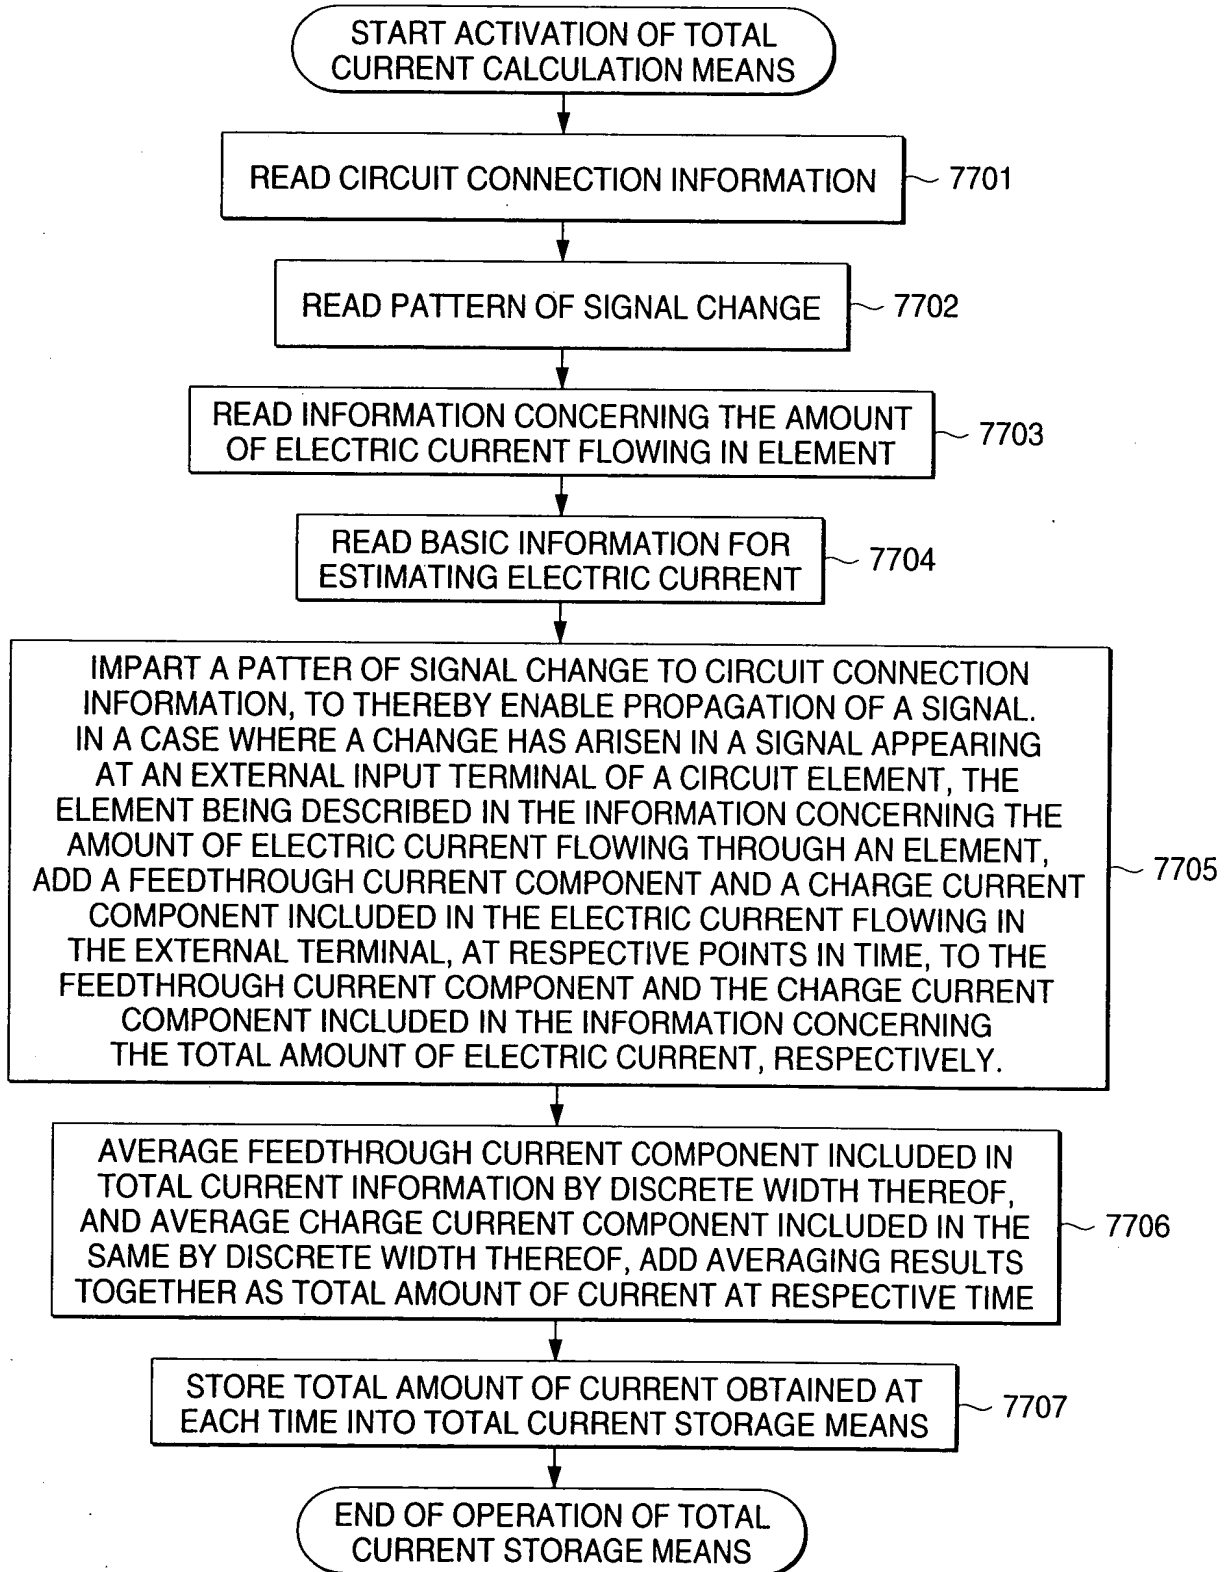 START ACTIVATION OF TOTAL
CURRENT CALCULATION MEANS
READ CIRCUIT CONNECTION INFORMATION
7701
READ PATTERN OF SIGNAL CHANGE
7702
READ INFORMATION CONCERNING THE AMOUNT
OF ELECTRIC CURRENT FLOWING IN ELEMENT
7703
READ BASIC INFORMATION FOR
ESTIMATING ELECTRIC CURRENT
7704
IMPART A PATTER OF SIGNAL CHANGE TO CIRCUIT CONNECTION
INFORMATION, TO THEREBY ENABLE PROPAGATION OF A SIGNAL.
IN A CASE WHERE A CHANGE HAS ARISEN IN A SIGNAL APPEARING
AT AN EXTERNAL INPUT TERMINAL OF A CIRCUIT ELEMENT, THE
ELEMENT BEING DESCRIBED IN THE INFORMATION CONCERNING THE
AMOUNT OF ELECTRIC CURRENT FLOWING THROUGH AN ELEMENT,
ADD A FEEDTHROUGH CURRENT COMPONENT AND A CHARGE CURRENT
COMPONENT INCLUDED IN THE ELECTRIC CURRENT FLOWING IN
THE EXTERNAL TERMINAL, AT RESPECTIVE POINTS IN TIME, TO THE
FEEDTHROUGH CURRENT COMPONENT AND THE CHARGE CURRENT
COMPONENT INCLUDED IN THE INFORMATION CONCERNING
THE TOTAL AMOUNT OF ELECTRIC CURRENT, RESPECTIVELY.
7705
AVERAGE FEEDTHROUGH CURRENT COMPONENT INCLUDED IN
TOTAL CURRENT INFORMATION BY DISCRETE WIDTH THEREOF,
AND AVERAGE CHARGE CURRENT COMPONENT INCLUDED IN THE
SAME BY DISCRETE WIDTH THEREOF, ADD AVERAGING RESULTS
TOGETHER AS TOTAL AMOUNT OF CURRENT AT RESPECTIVE TIME
7706
STORE TOTAL AMOUNT OF CURRENT OBTAINED AT
EACH TIME INTO TOTAL CURRENT STORAGE MEANS
7707
END OF OPERATION OF TOTAL
CURRENT STORAGE MEANS